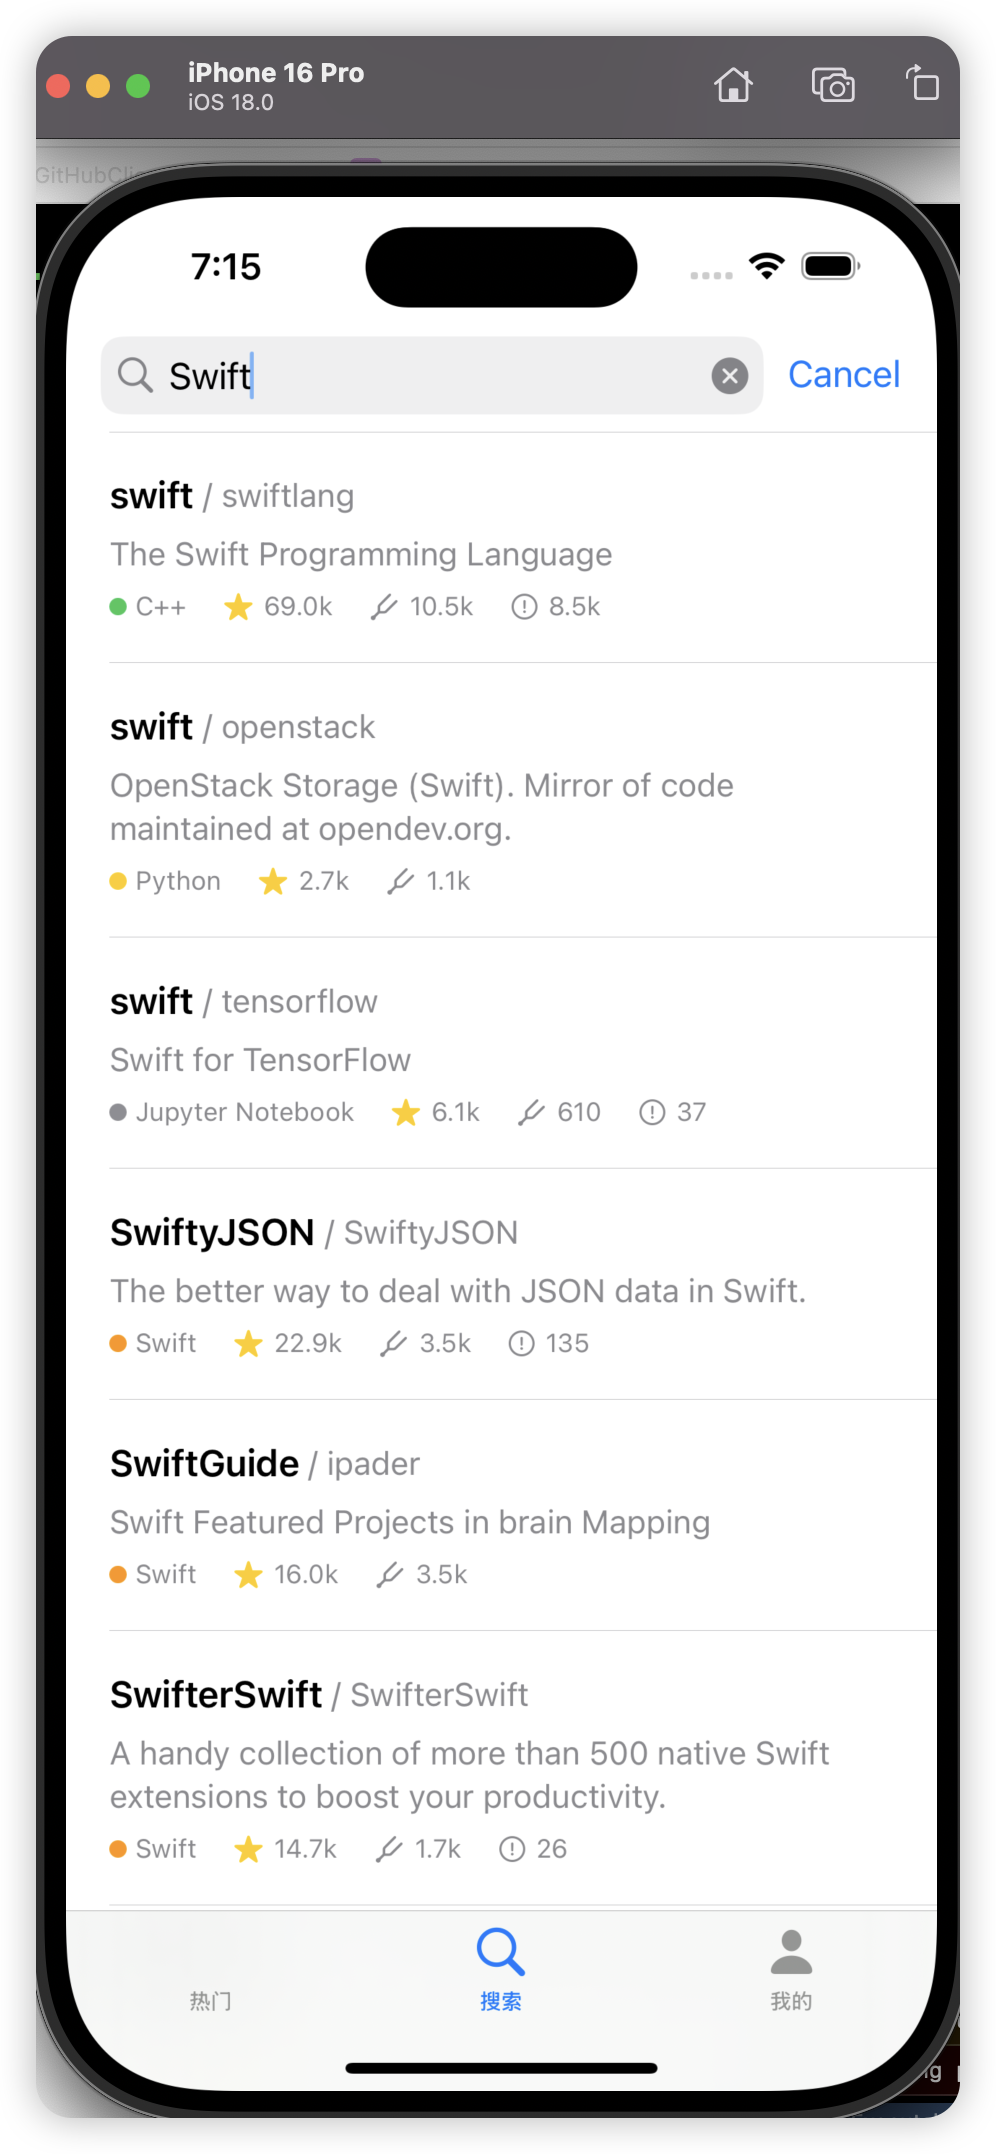 iPhone 16 Pro
iOS 18.0
GitHubCli
7:15
Swift
Cancel
swift / swiftlang
The Swift Programming Language
C++ 69.0k 10.5k 8.5k
swift / openstack
OpenStack Storage (Swift). Mirror of code
maintained at opendev.org.
Python 2.7k 1.1k
swift / tensorflow
Swift for TensorFlow
Jupyter Notebook 6.1k 610 37
SwiftyJSON / SwiftyJSON
The better way to deal with JSON data in Swift.
Swift 22.9k 3.5k 135
SwiftGuide / ipader
Swift Featured Projects in brain Mapping
Swift 16.0k 3.5k
SwifterSwift / SwifterSwift
A handy collection of more than 500 native Swift
extensions to boost your productivity.
Swift 14.7k 1.7k 26
热门 搜索 我的